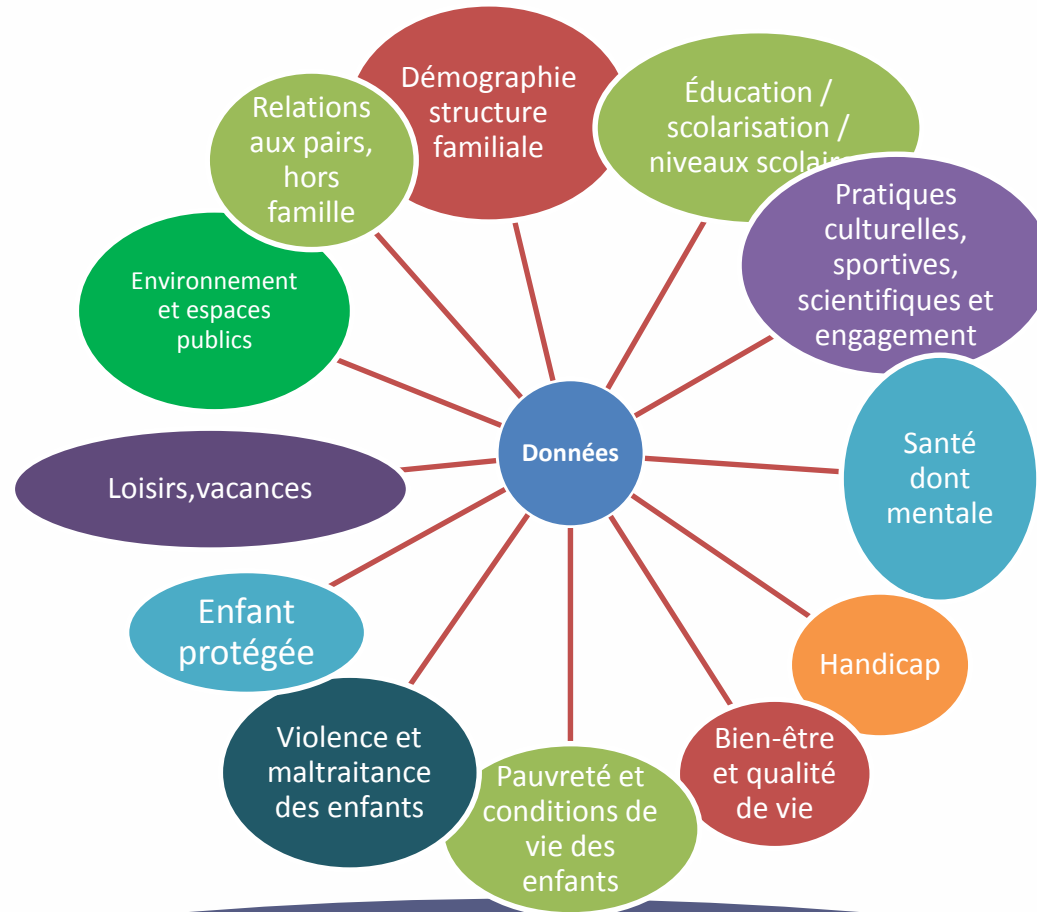 Démographie
structure
familiale
Éducation /
scolarisation /
niveaux
Pratiques
culturelles,
sportives,
scientifiques et
engagement
Santé
dont
mentale
Handicap
Bien-être
et qualité
de vie
Pauvreté et
conditions de
vie des
enfants
Violence et
maltraitance
des enfants
Enfant
protégée
Loisirs,vacances
Environnement
et espaces
publics
Relations
aux pairs,
hors
famille
Données